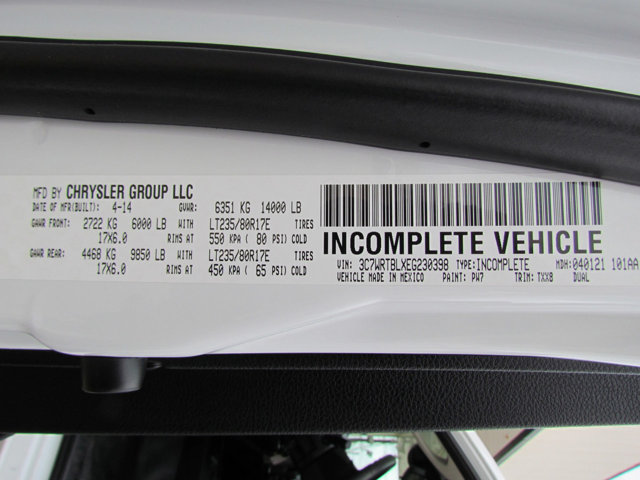 MFD BY CHRYSLER GROUP LLC
DATE OF MFR(BUILT): 4-14 GVWR: 6351 KG 14000 LB
GAWR FRONT: 2722 KG 6000 LB LT235/80R17E TIRES
17X6.0 RIMS AT 550 KPA ( 80 PSI) COLD
GAWR REAR: 4468 KG 9850 LB LT235/80R17E TIRES
17X6.0 RIMS AT 450 KPA ( 65 PSI) COLD
INCOMPLETE VEHICLE
VIN: 3C7WRTBLXEG230398 TYPE:INCOMPLETE MDH:040121 101AA
VEHICLE MADE IN MEXICO PAINT: PW7 TRIM: TXX8 DUAL